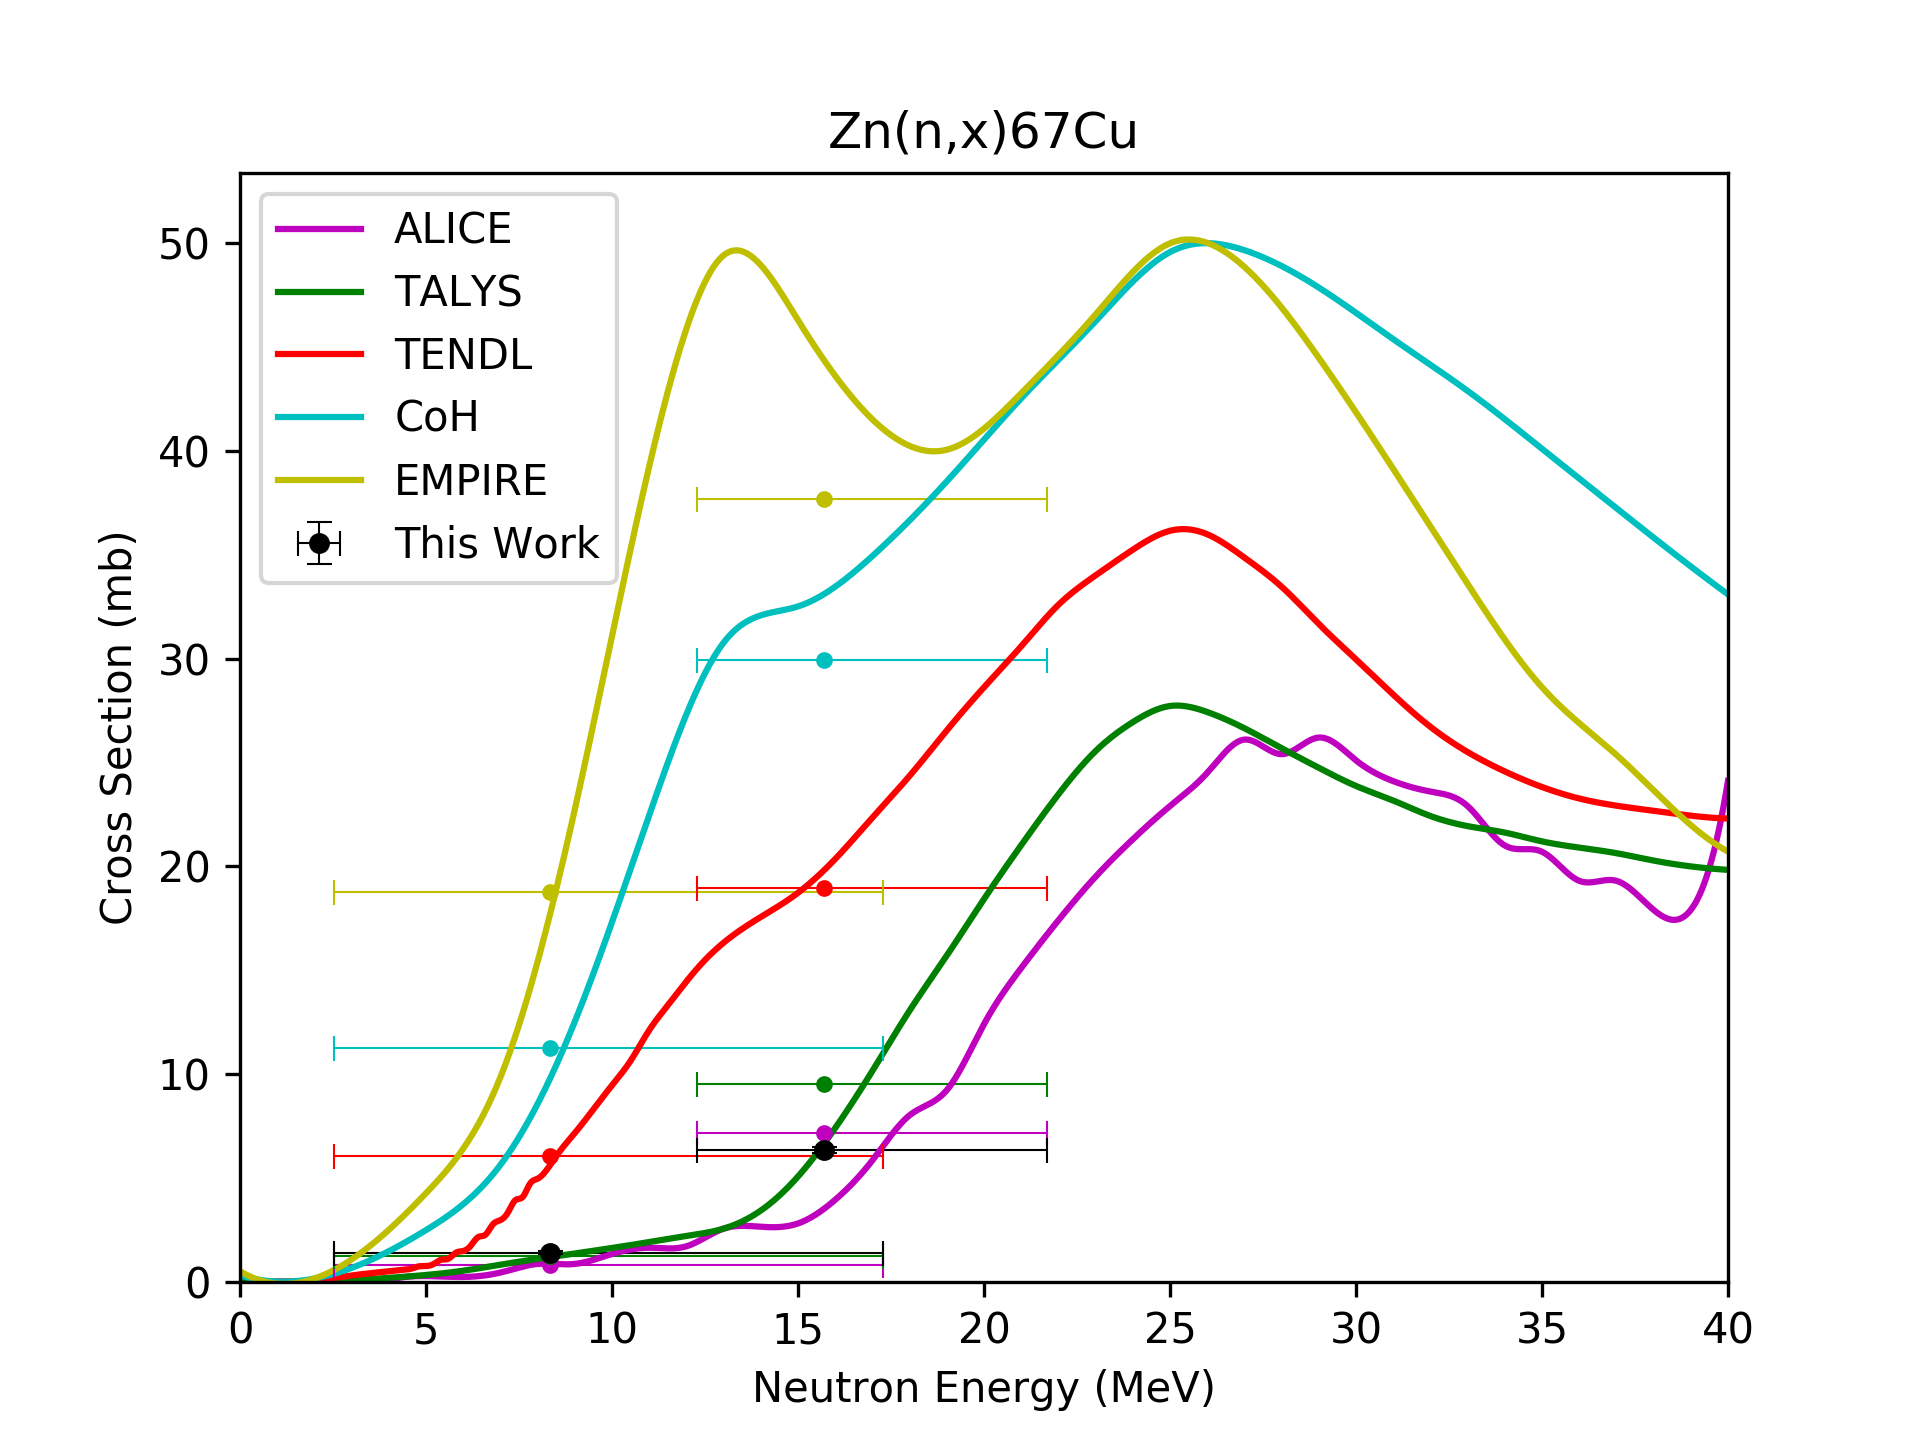 Zn(n,x)67Cu
ALICE
TALYS
TENDL
CoH
EMPIRE
This Work
Cross Section (mb)
50
40
30
20
10
0
0 5 10 15 20 25 30 35 40
Neutron Energy (MeV)